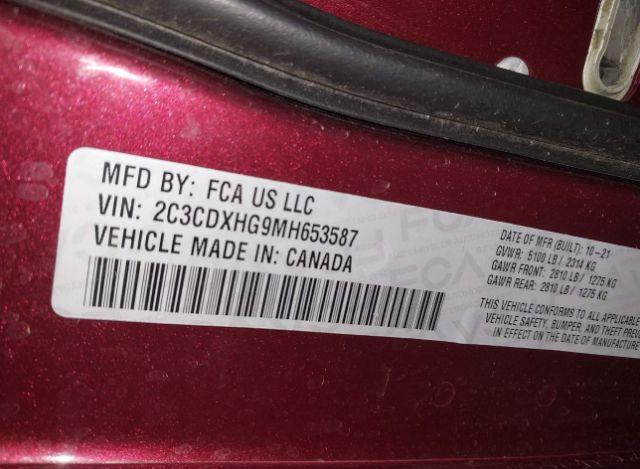 MFD BY: FCA US LLC
VIN: 2C3CDXHG9MH653587
VEHICLE MADE IN: CANADA
DATE OF MFR (BUILT): 10-21
GVWR: 5100 LB / 2314 KG
GAWR FRONT: 2810 LB / 1275 KG
GAWR REAR: 2810 LB / 1275 KG
THIS VEHICLE CONFORMS TO ALL APPLICABLE
VEHICLE SAFETY, BUMPER, AND THEFT PREVE
IN EFFECT ON THE DATE OF MANUFACTURE